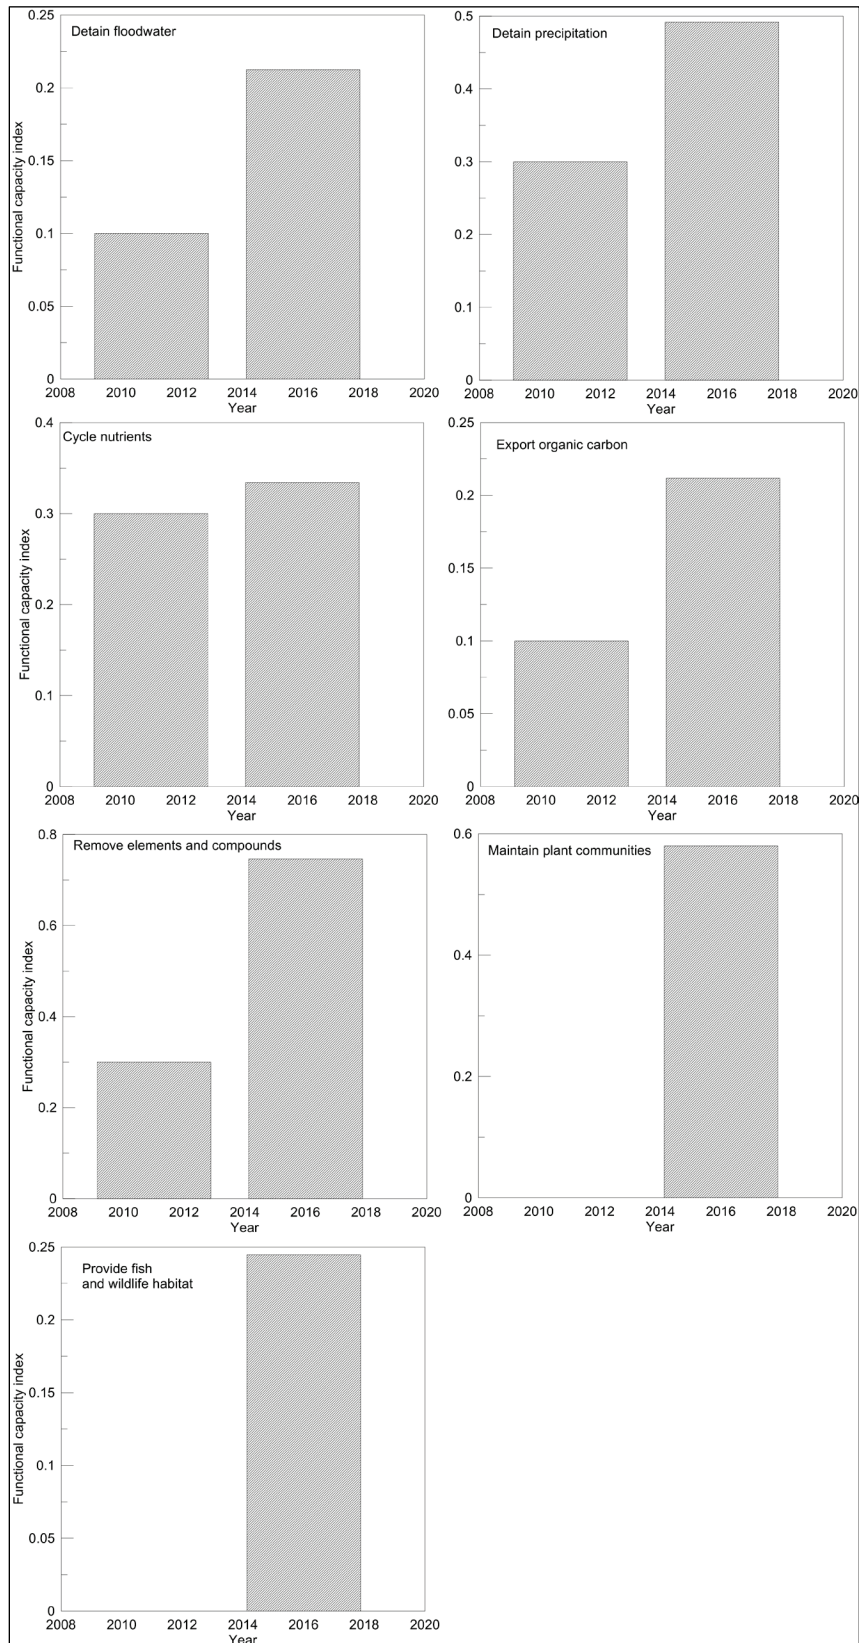 Detain floodwater
Functional capacity index
0.25
0.2
0.15
0.1
0.05
0
2008 2010 2012 2014 2016 2018 2020
Year
Detain precipitation
0.5
0.4
0.3
0.2
0.1
0
2008 2010 2012 2014 2016 2018 2020
Year
Cycle nutrients
Functional capacity index
0.4
0.3
0.2
0.1
0
2008 2010 2012 2014 2016 2018 2020
Year
Export organic carbon
0.25
0.2
0.15
0.1
0.05
0
2008 2010 2012 2014 2016 2018 2020
Year
Remove elements and compounds
Functional capacity index
0.8
0.6
0.4
0.2
0
2008 2010 2012 2014 2016 2018 2020
Year
Maintain plant communities
0.6
0.4
0.2
0
2008 2010 2012 2014 2016 2018 2020
Year
Provide fish
and wildlife habitat
Functional capacity index
0.25
0.2
0.15
0.1
0.05
0
2008 2010 2012 2014 2016 2018 2020
Year